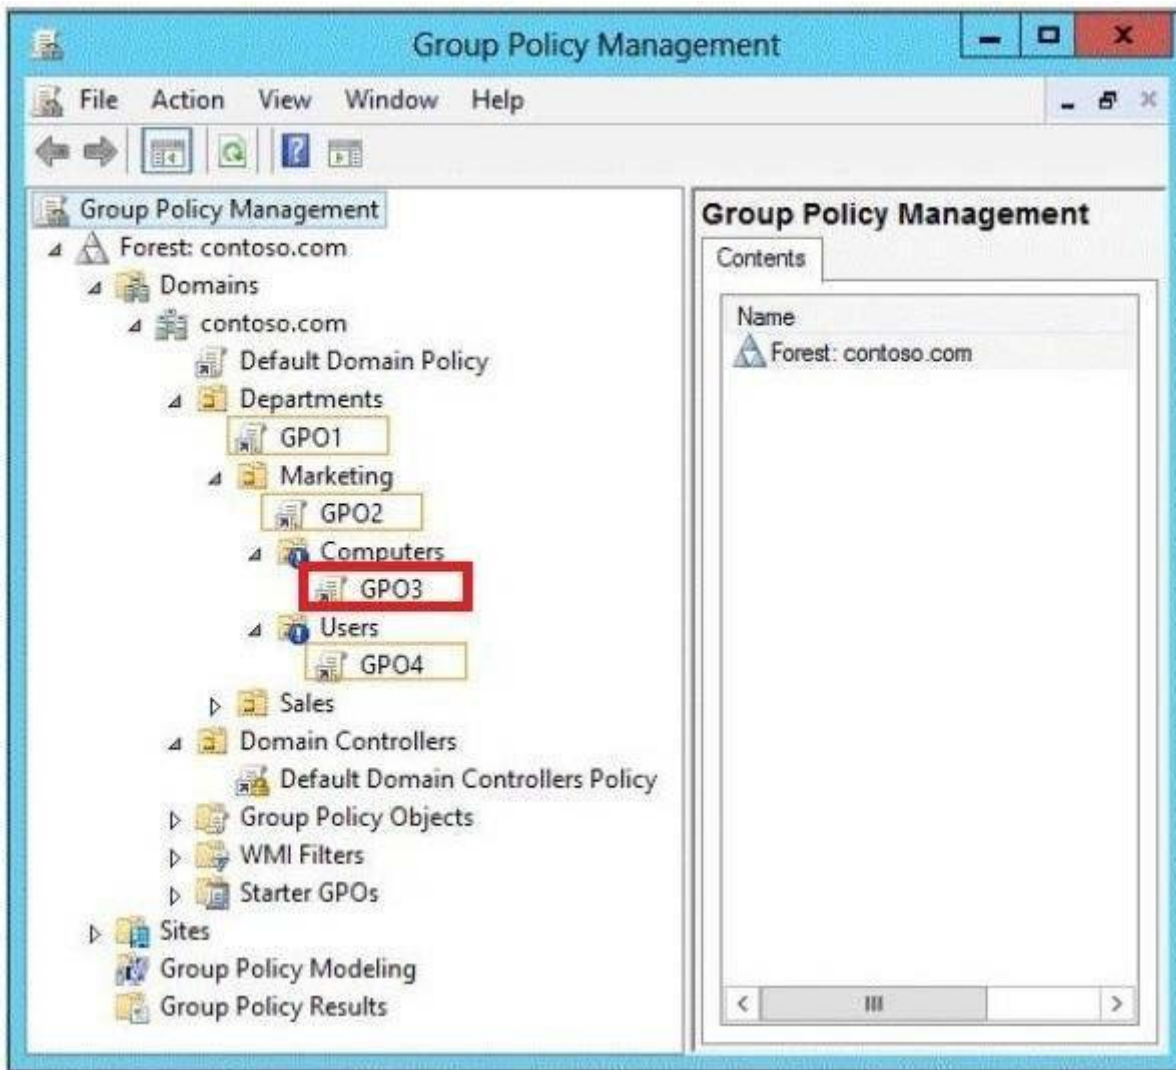 Group Policy Management
File Action View Window Help
Group Policy Management
Forest: contoso.com
Domains
contoso.com
Default Domain Policy
Departments
GPO1
Marketing
GPO2
Computers
GPO3
Users
GPO4
Sales
Domain Controllers
Default Domain Controllers Policy
Group Policy Objects
WMI Filters
Starter GPOs
Sites
Group Policy Modeling
Group Policy Results
Group Policy Management
Contents
Name
Forest: contoso.com